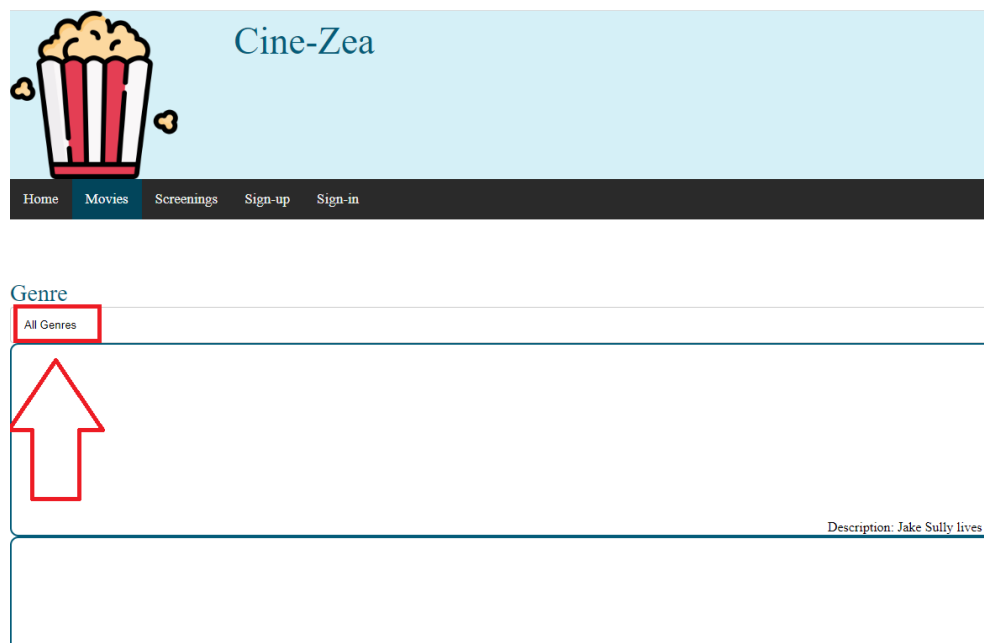 Cine-Zea
Home Movies Screenings Sign-up Sign-in
Genre
All Genres
Description: Jake Sully lives